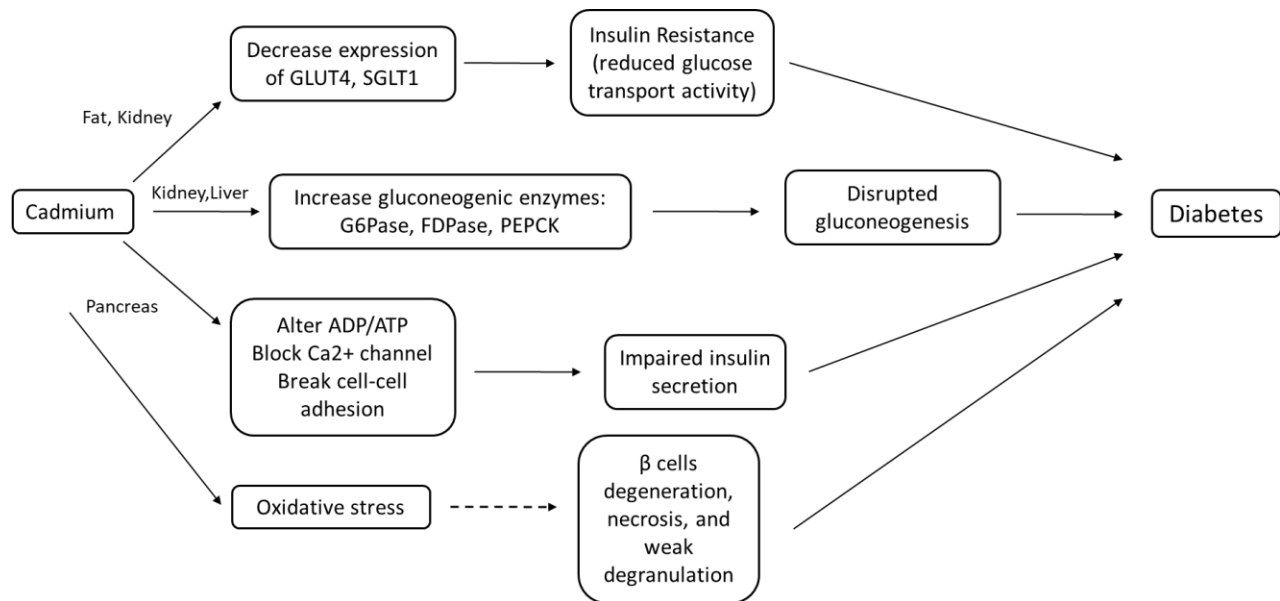 Decrease expression
of GLUT4, SGLT1
Insulin Resistance
(reduced glucose
transport activity)
Fat, Kidney
Cadmium
Kidney,Liver
Increase gluconeogenic enzymes:
G6Pase, FDPase, PEPCK
Disrupted
gluconeogenesis
Diabetes
Pancreas
Alter ADP/ATP
Block Ca2+ channel
Break cell-cell
adhesion
Impaired insulin
secretion
Oxidative stress
β cells
degeneration,
necrosis, and
weak
degranulation